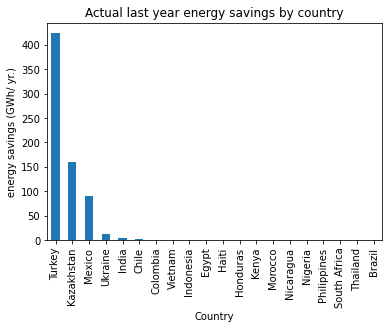 Actual last year energy savings by country
energy savings (GWh/ yr.)
400
350
300
250
200
150
100
50
0
Turkey
Kazakhstan
Mexico
Ukraine
India
Chile
Colombia
Vietnam
Indonesia
Egypt
Haiti
Honduras
Kenya
Morocco
Nicaragua
Nigeria
Philippines
South Africa
Thailand
Brazil
Country